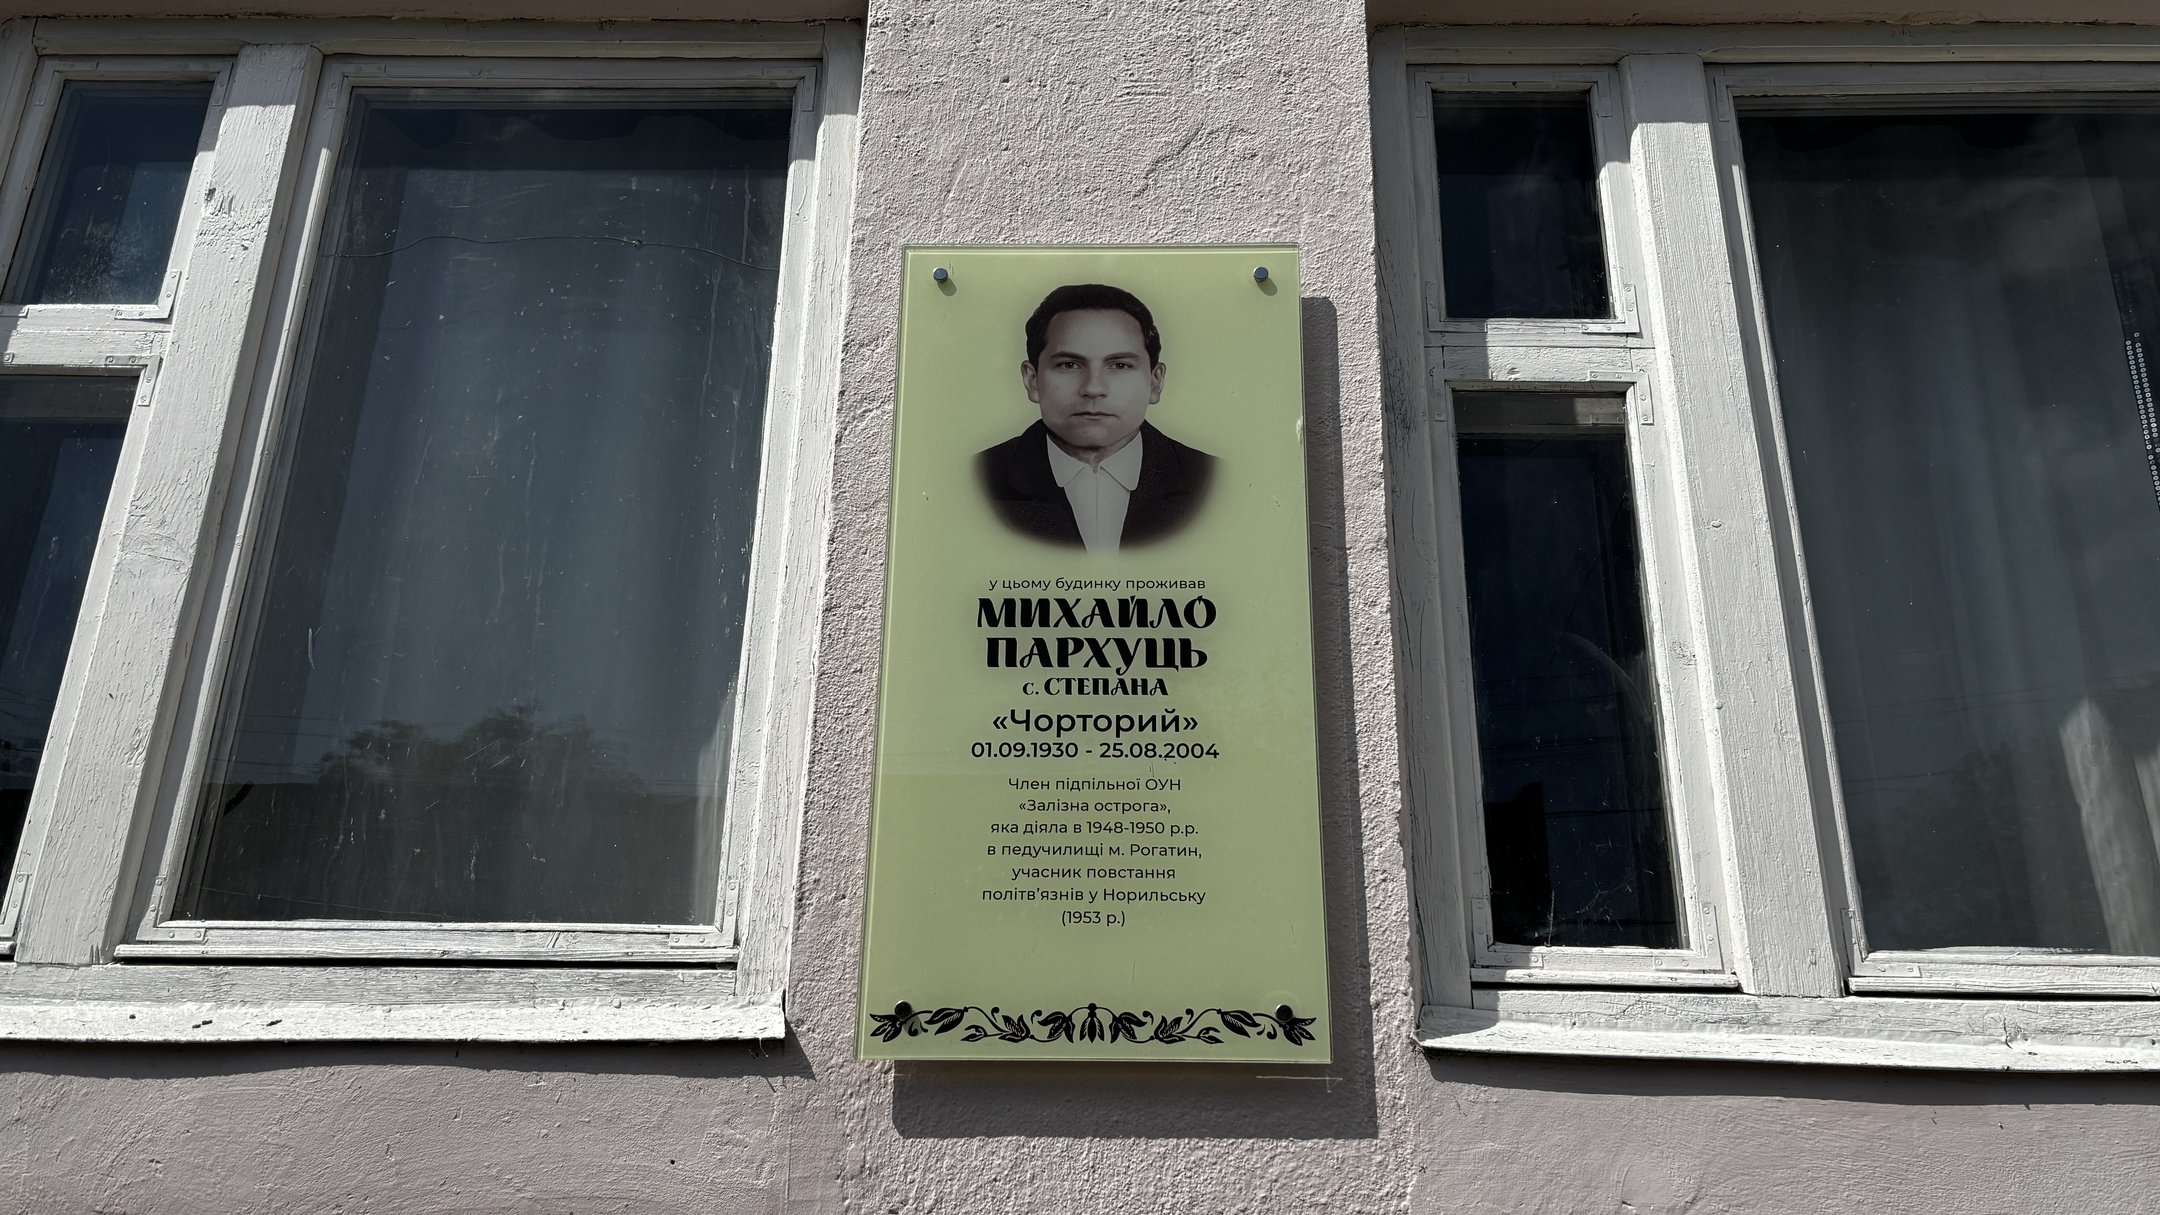 у цьому будинку проживав
МИХАЙЛО
ПАРХУЦЬ
с. СТЕПАНА
«Чорторий»
01.09.1930 - 25.08.2004
Член підпільної ОУН
«Залізна острога»,
яка діяла в 1948-1950 р.р.
в педучилищі м. Рогатин,
учасник повстання
політв'язнів у Норильську
(1953 р.)